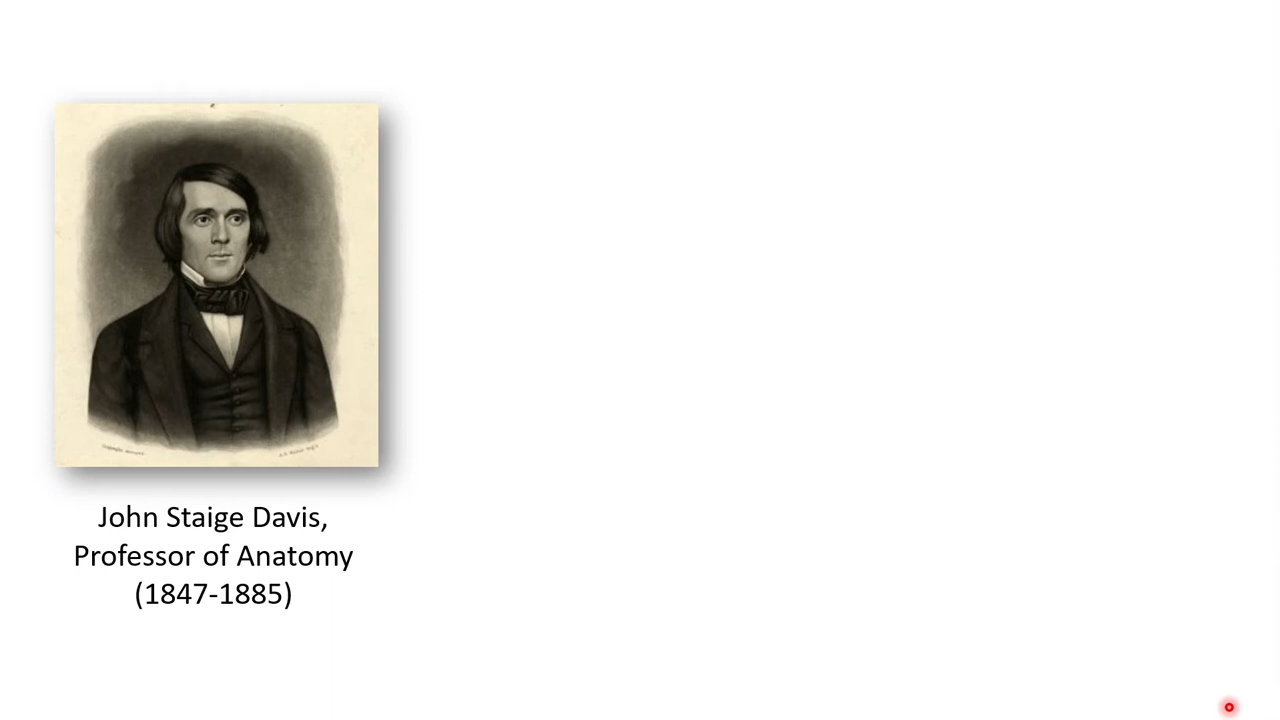 John Staige Davis,
Professor of Anatomy
(1847-1885)